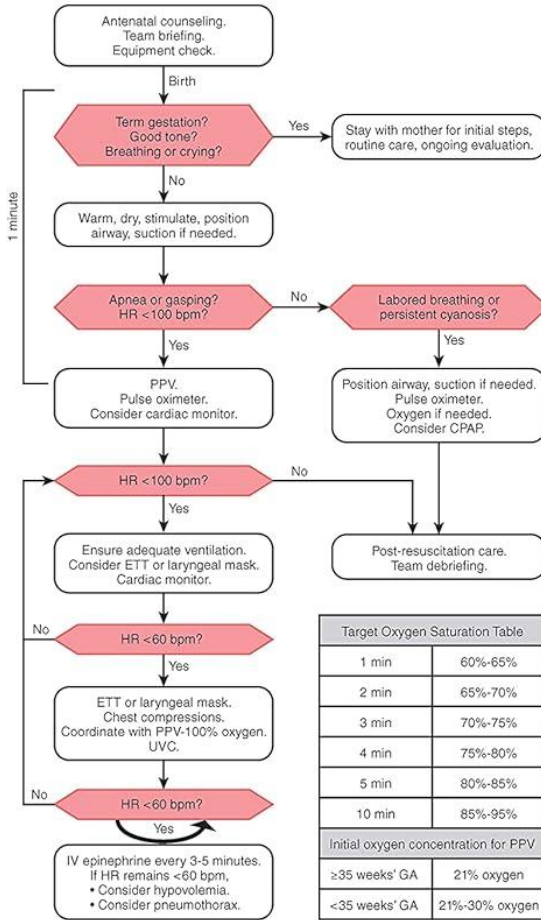 Antenatal counseling.
Team briefing.
Equipment check.
Birth
1 minute
Term gestation?
Good tone?
Breathing or crying?
Yes
Stay with mother for initial steps,
routine care, ongoing evaluation.
No
Warm, dry, stimulate, position
airway, suction if needed.
Apnea or gasping?
HR <100 bpm?
No
Labored breathing or
persistent cyanosis?
Yes
Yes
PPV.
Pulse oximeter.
Consider cardiac monitor.
Position airway, suction if needed.
Pulse oximeter.
Oxygen if needed.
Consider CPAP.
HR <100 bpm?
No
Yes
Ensure adequate ventilation.
Consider ETT or laryngeal mask.
Cardiac monitor.
Post-resuscitation care.
Team debriefing.
No
HR <60 bpm?
Yes
ETT or laryngeal mask.
Chest compressions.
Coordinate with PPV-100% oxygen.
UVC.
No
HR <60 bpm?
Yes
IV epinephrine every 3-5 minutes.
If HR remains <60 bpm,
• Consider hypovolemia.
• Consider pneumothorax.
Target Oxygen Saturation Table
1 min 60%-65%
2 min 65%-70%
3 min 70%-75%
4 min 75%-80%
5 min 80%-85%
10 min 85%-95%
Initial oxygen concentration for PPV
≥35 weeks' GA 21% oxygen
<35 weeks' GA 21%-30% oxygen